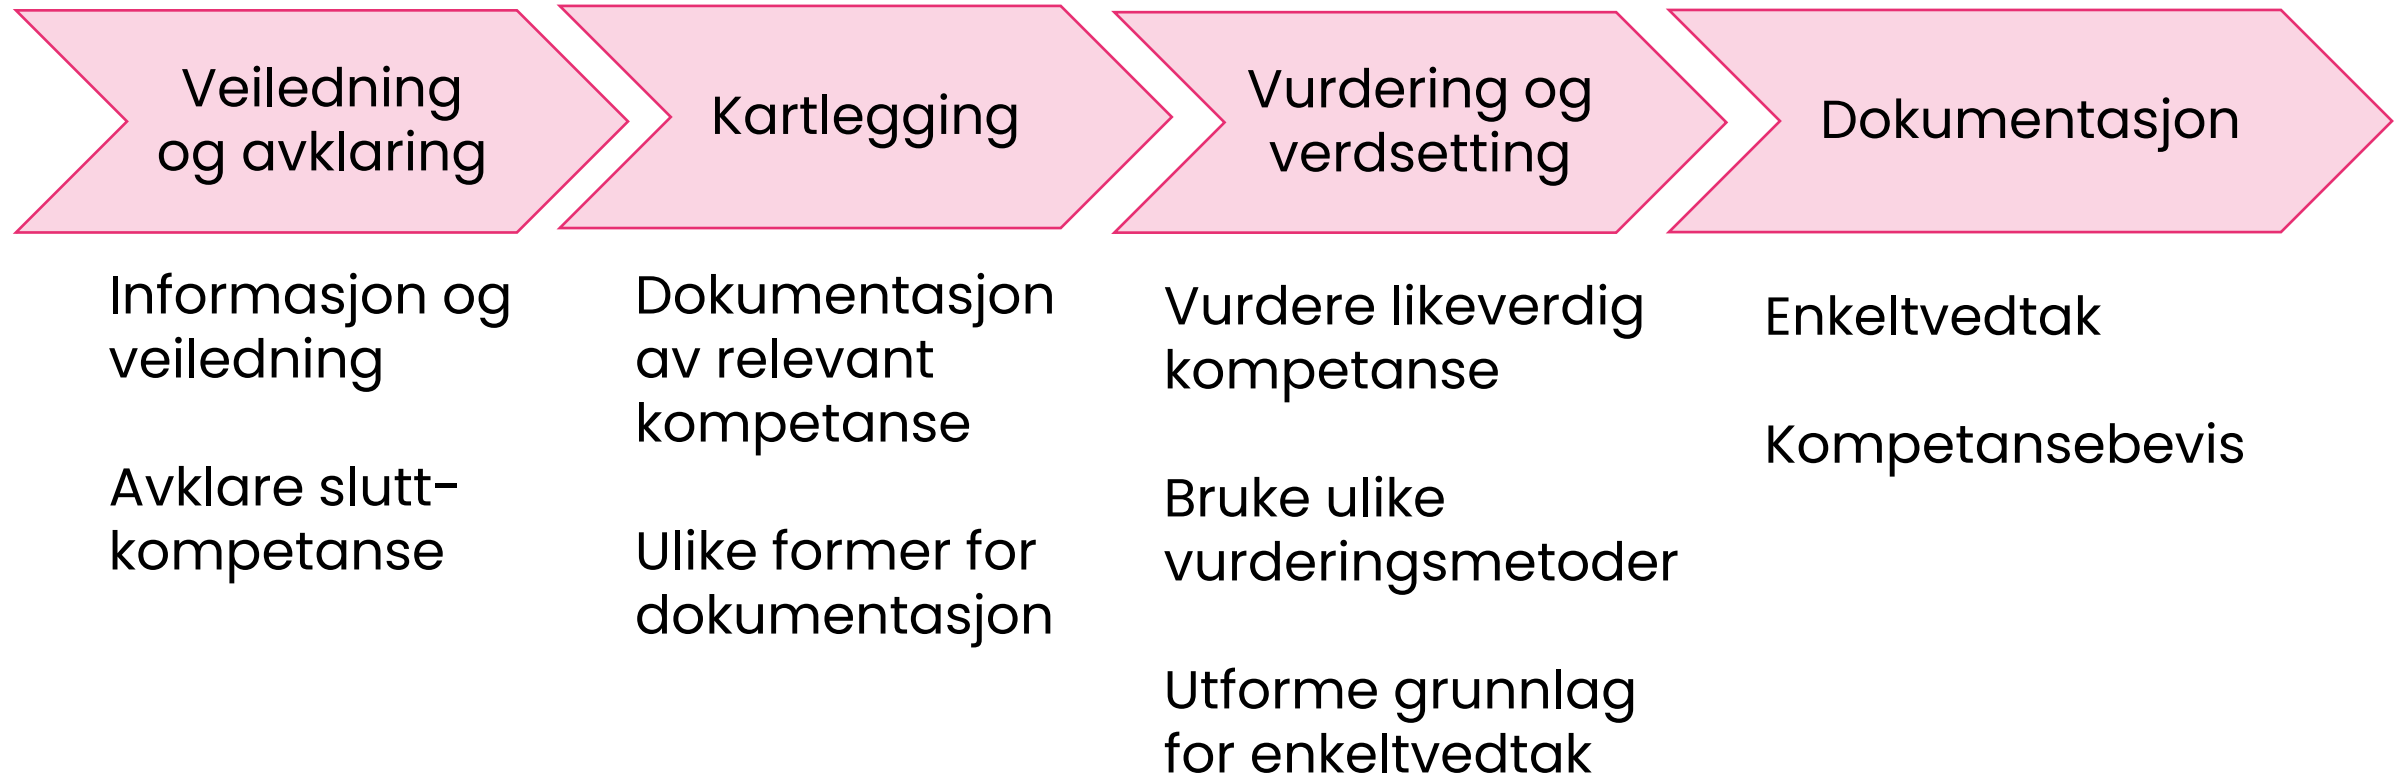 Veiledning
og avklaring
Kartlegging
Vurdering og
verdsetting
Dokumentasjon
Informasjon og
veiledning
Avklare slutt-
kompetanse
Dokumentasjon
av relevant
kompetanse
Ulike former for
dokumentasjon
Vurdere likeverdig
kompetanse
Bruke ulike
vurderingsmetoder
Utforme grunnlag
for enkeltvedtak
Enkeltvedtak
Kompetansebevis